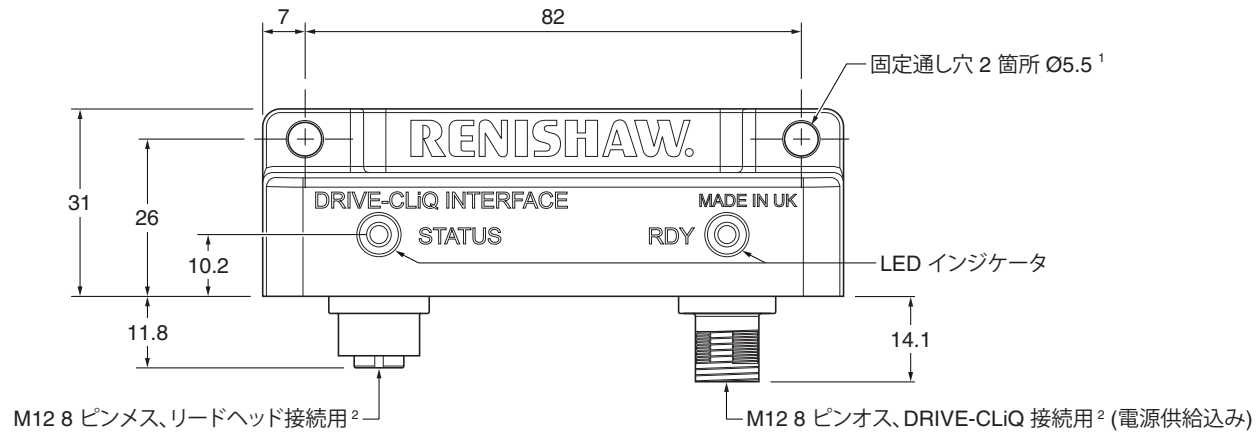 7
82
固定通し穴 2 箇所 Ø5.5 ¹
RENISHAW.
31
26
DRIVE-CLiQ INTERFACE
MADE IN UK
STATUS
RDY
10.2
LED インジケータ
11.8
14.1
M12 8 ピンメス、リードヘッド接続用 ²
M12 8 ピンオス、DRIVE-CLiQ 接続用 ² (電源供給込み)